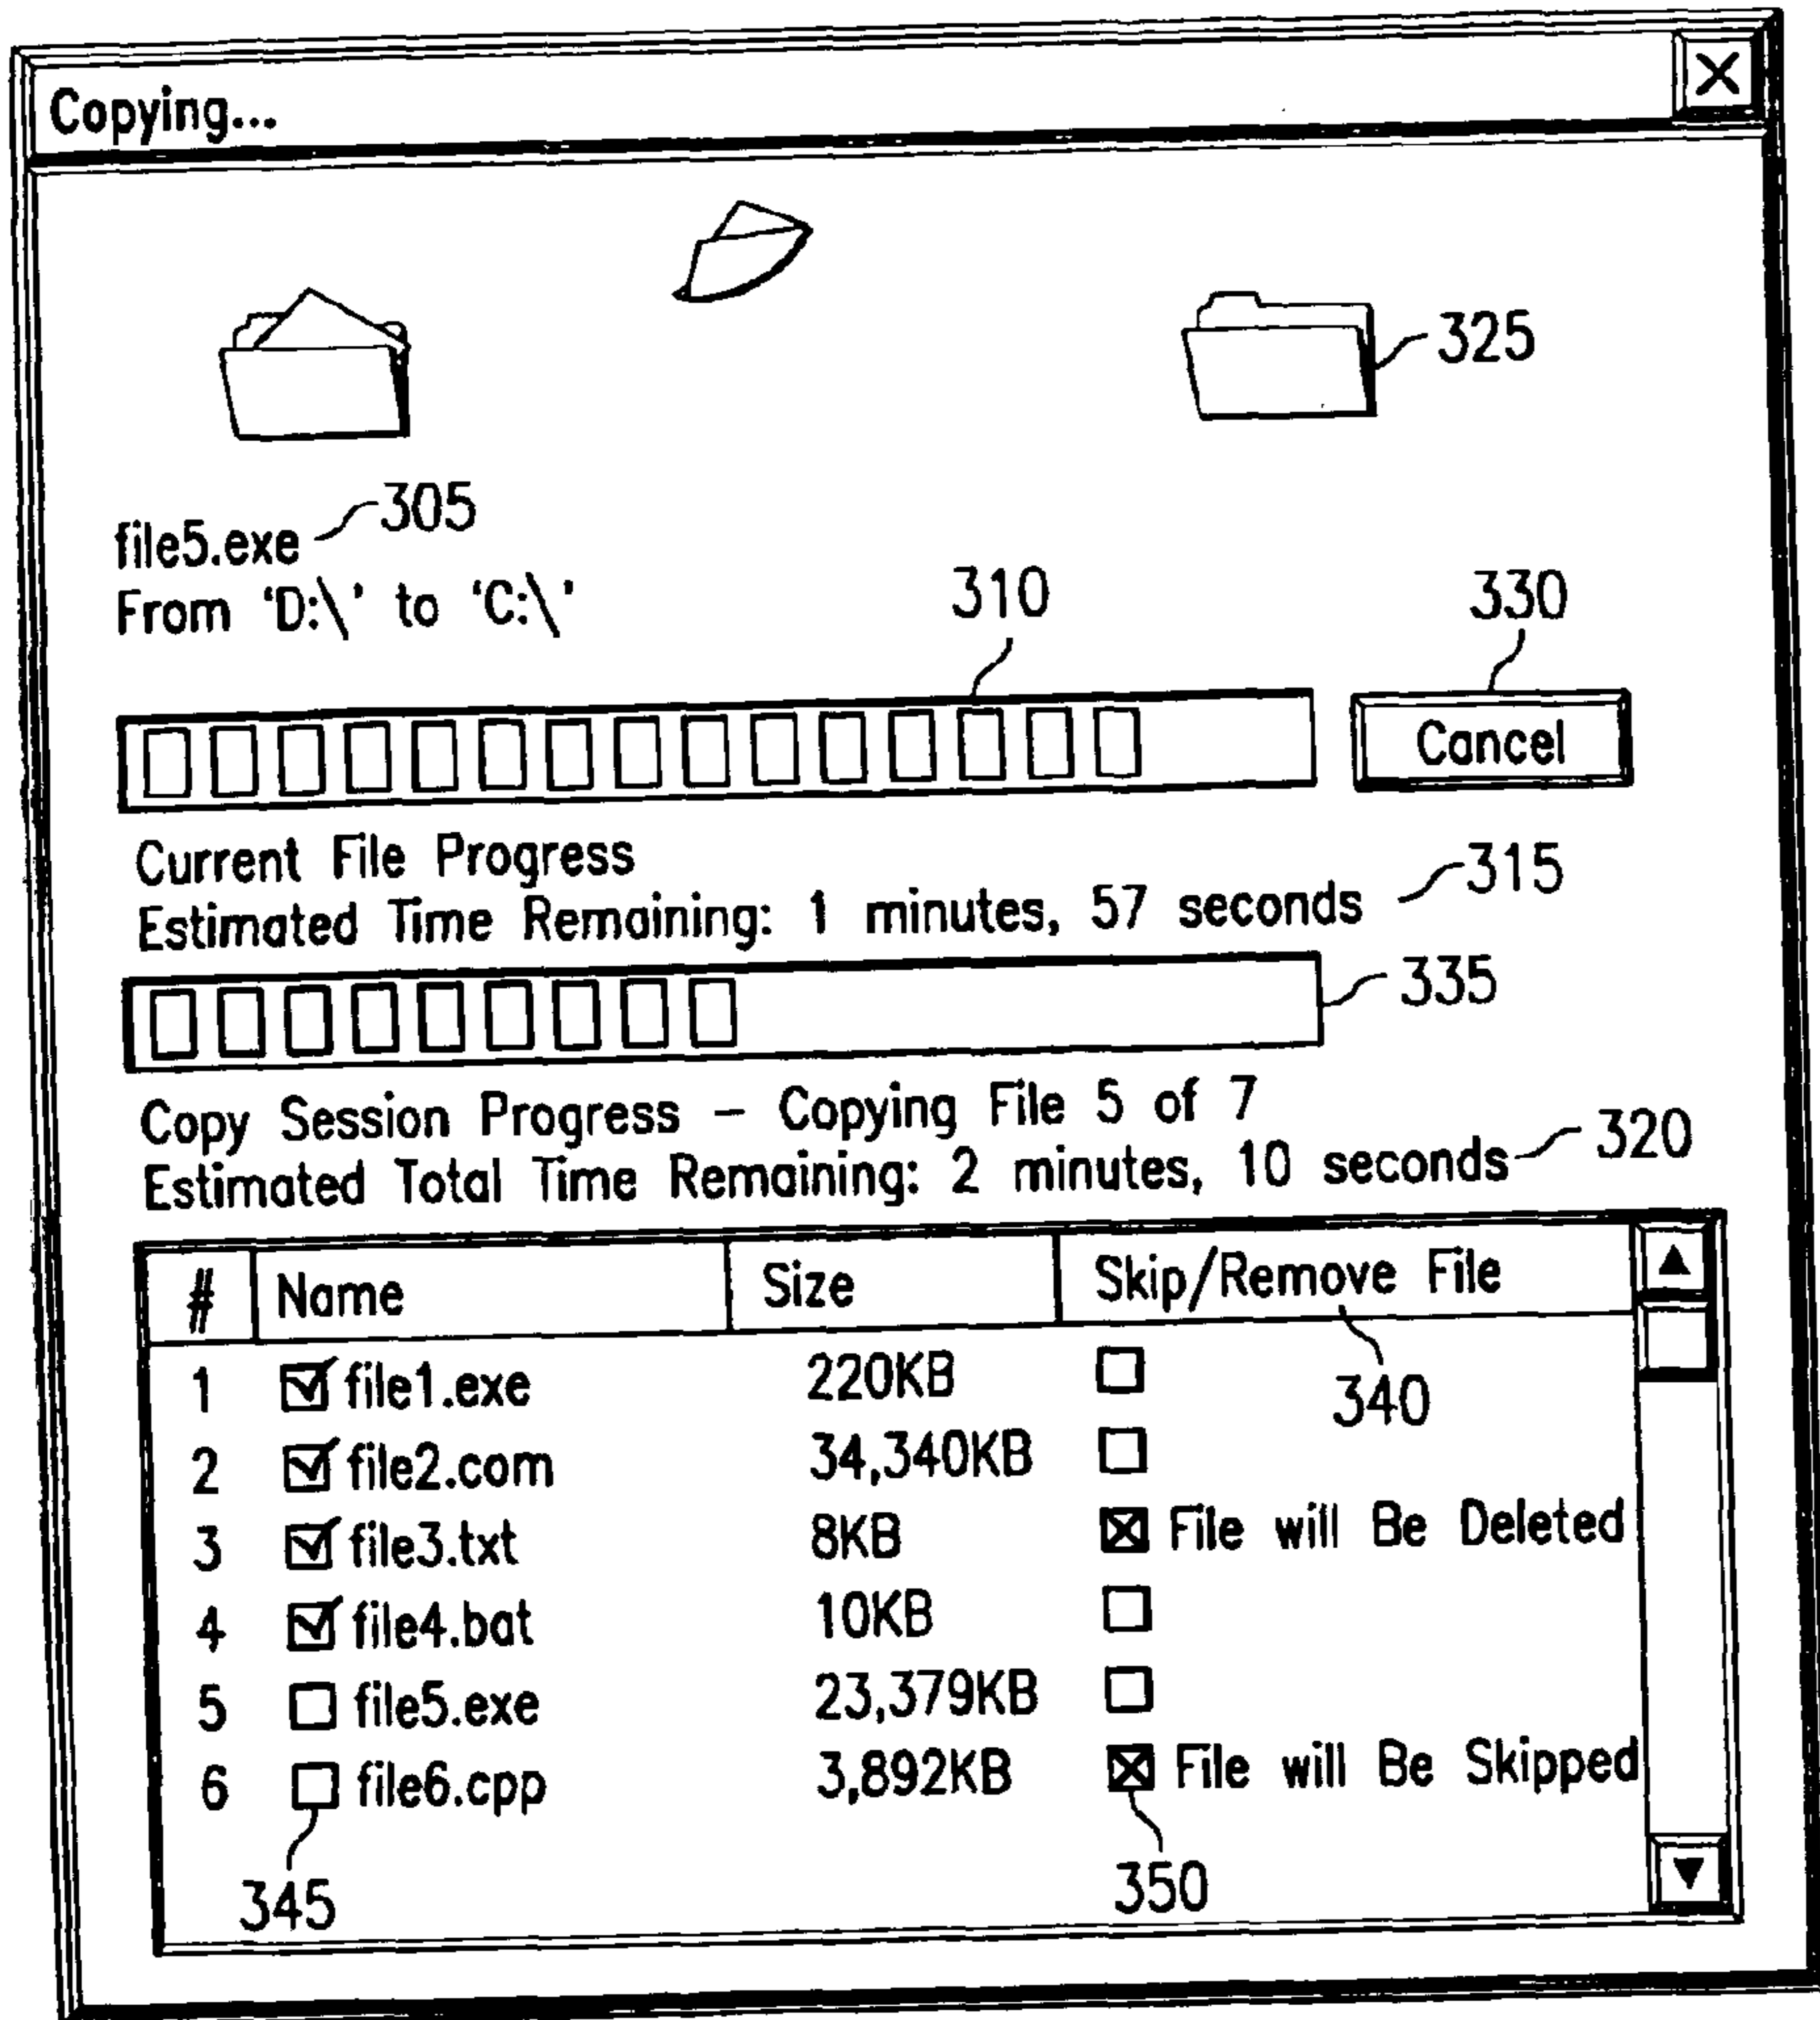 Copying...
325
305
file5.exe
From 'D:\' to 'C:\'
310
330
Cancel
Current File Progress
315
Estimated Time Remaining: 1 minutes, 57 seconds
335
Copy Session Progress – Copying File 5 of 7
320
Estimated Total Time Remaining: 2 minutes, 10 seconds
# Name Size Skip/Remove File
340
1 file1.exe 220KB
2 file2.com 34,340KB
3 file3.txt 8KB File will Be Deleted
4 file4.bat 10KB
5 file5.exe 23,379KB
6 file6.cpp 3,892KB File will Be Skipped
345 350